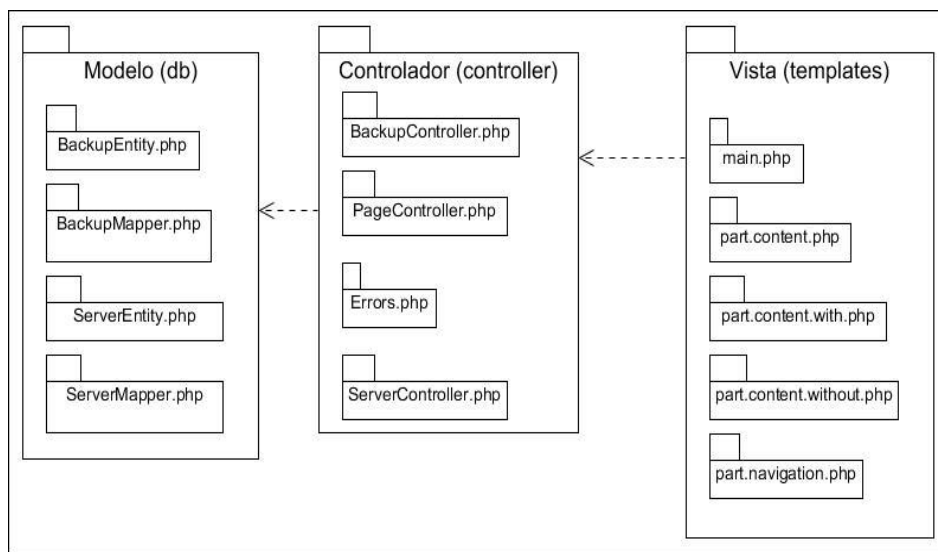 Modelo (db)
BackupEntity.php
BackupMapper.php
ServerEntity.php
ServerMapper.php
Controlador (controller)
BackupController.php
PageController.php
Errors.php
ServerController.php
Vista (templates)
main.php
part.content.php
part.content.with.php
part.content.without.php
part.navigation.php